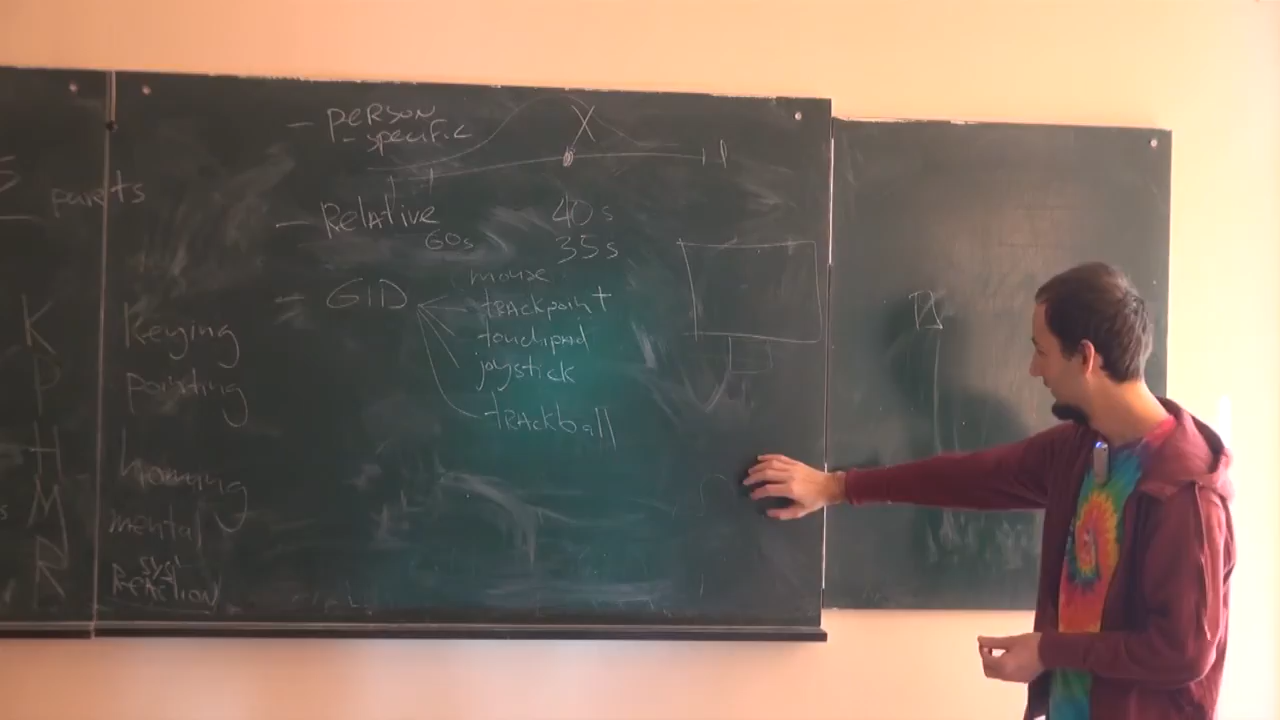 5 parts
K Keying
P pointing
H homing
s M mental
R syst
REACTION
- PERSON
- specific
- Relative 40s
60s 35s
- GID
mouse
TRACKpoint
touchpad
joystick
TRACKball